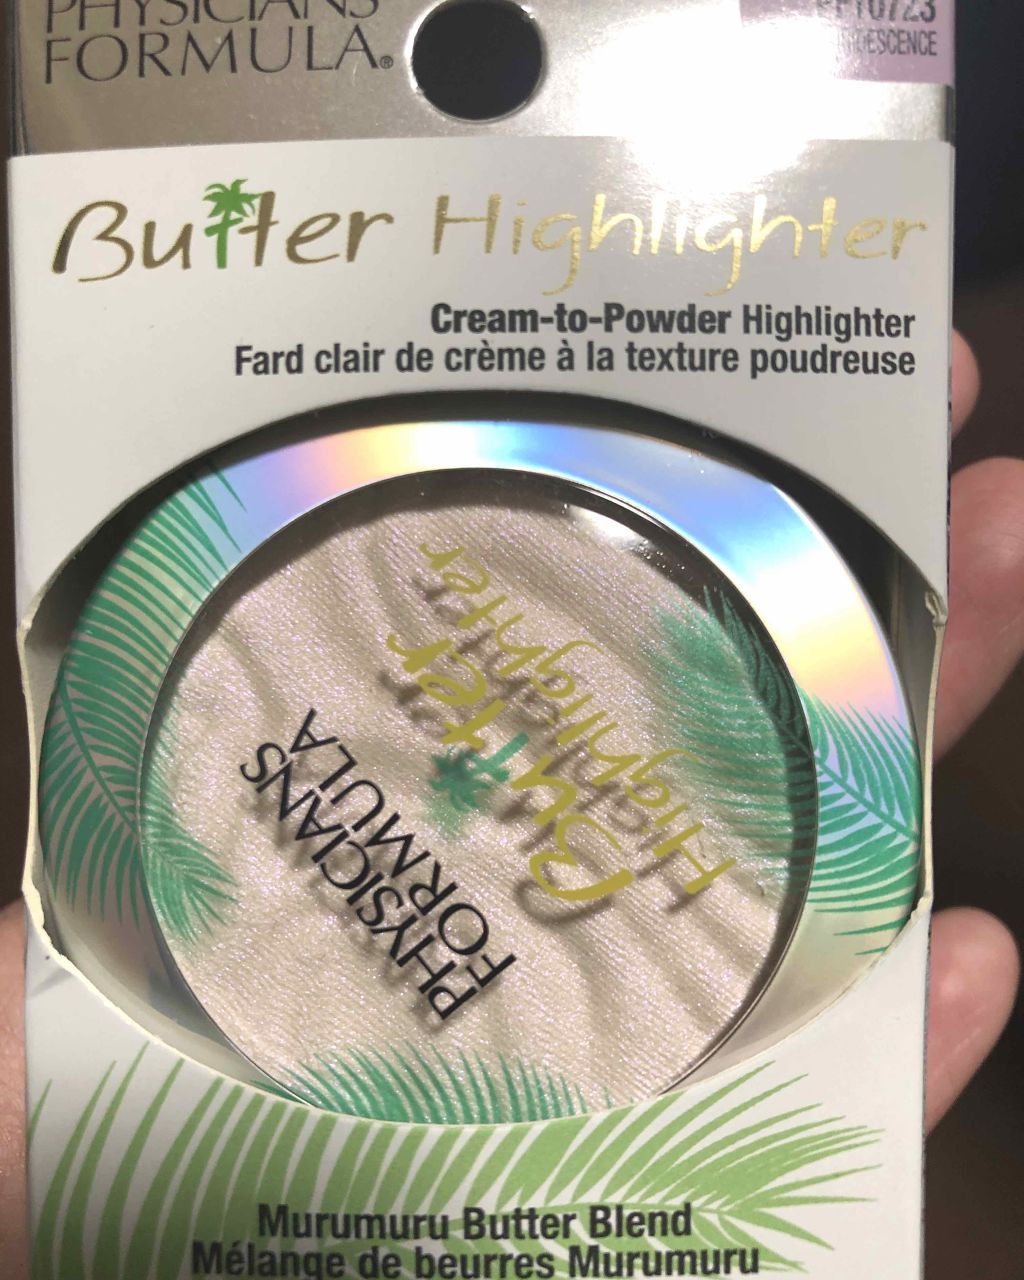 PHYSICIANS
FORMULA®
Butter Highlighter
Cream-to-Powder Highlighter
Fard clair de crème à la texture poudreuse
Butter
Highlighter
PHYSICIANS
FORMULA
Murumuru Butter Blend
Mélange de beurres Murumuru